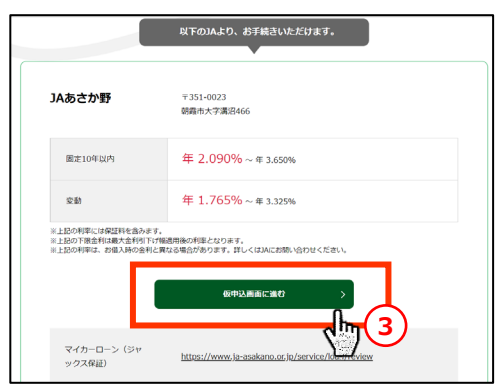 以下のJAより、お手続きいただけます。
JAあさか野
〒351-0023
朝霞市大字溝沼466
固定10年以内
年 2.090% ~ 年 3.650%
変動
年 1.765% ~ 年 3.325%
※上記の利率には保証料を含みます。
※上記の下限金利は最大金利引下げ幅適用後の利率となります。
※上記の利率は、お借入時の金利と異なる場合があります。詳しくはJAにお問い合わせください。
仮申込画面に進む
3
マイカーローン（ジャ
ックス保証）
https://www.ja-asakano.or.jp/service/